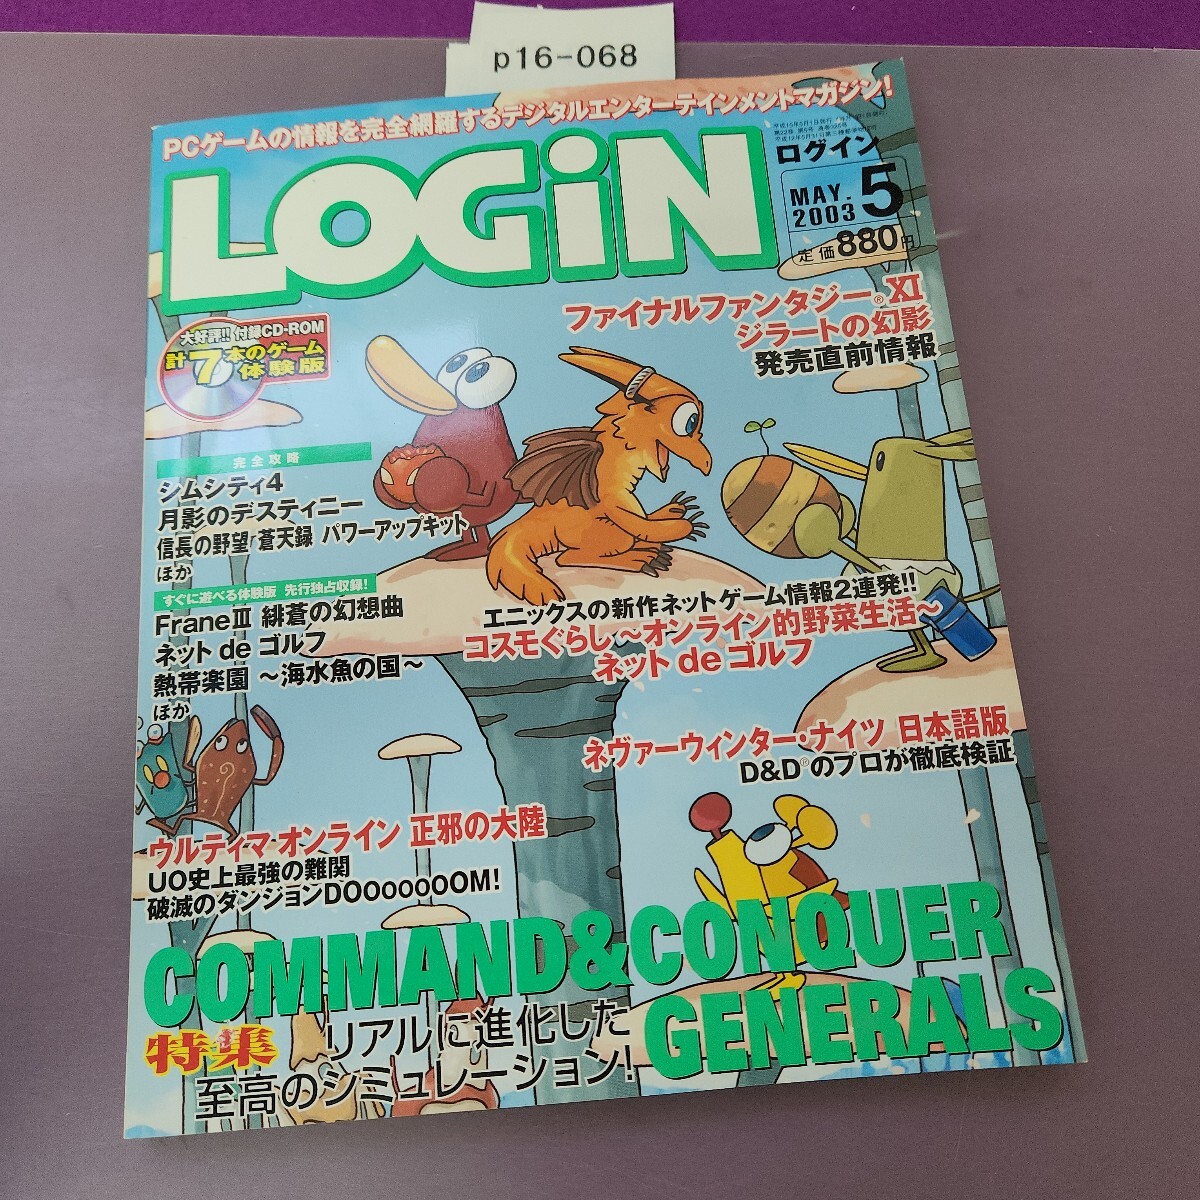 p16-068
PCゲームの情報を完全網羅するデジタルエンターテインメントマガジン!
LOGiN
ログイン
MAY. 5
2003
定価880円
大好評!! 付録CD-ROM
計7本のゲーム
体験版
ファイナルファンタジー®XI
ジラートの幻影
発売直前情報
完全攻略
シムシティ4
月影のデスティニー
信長の野望・蒼天録 パワーアップキット
ほか
すぐに遊べる体験版 先行独占収録!
FraneⅢ 緋蒼の幻想曲
ネット de ゴルフ
熱帯楽園 〜海水魚の国〜
ほか
エニックスの新作ネットゲーム情報2連発!!
コスモぐらし〜オンライン的野菜生活〜
ネット de ゴルフ
ネヴァーウィンター・ナイツ 日本語版
D&D®のプロが徹底検証
ウルティマ オンライン 正邪の大陸
UO史上最強の難関
破滅のダンジョンDOOoooooOM!
COMMAND&CONQUER
GENERALS
特集 リアルに進化した
至高のシミュレーション!